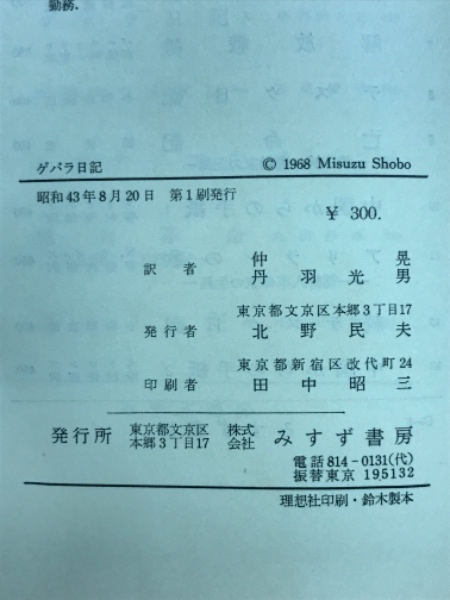 勤務.
ゲバラ日記 © 1968 Misuzu Shobo
昭和43年8月20日 第1刷発行
¥ 300.
訳者 仲 晃
丹羽光男
東京都文京区本郷3丁目17
発行者 北野民夫
東京都新宿区改代町24
印刷者 田中昭三
発行所 東京都文京区本郷3丁目17 株式会社 みすず書房
電話814-0131(代)
振替東京 195132
理想社印刷・鈴木製本